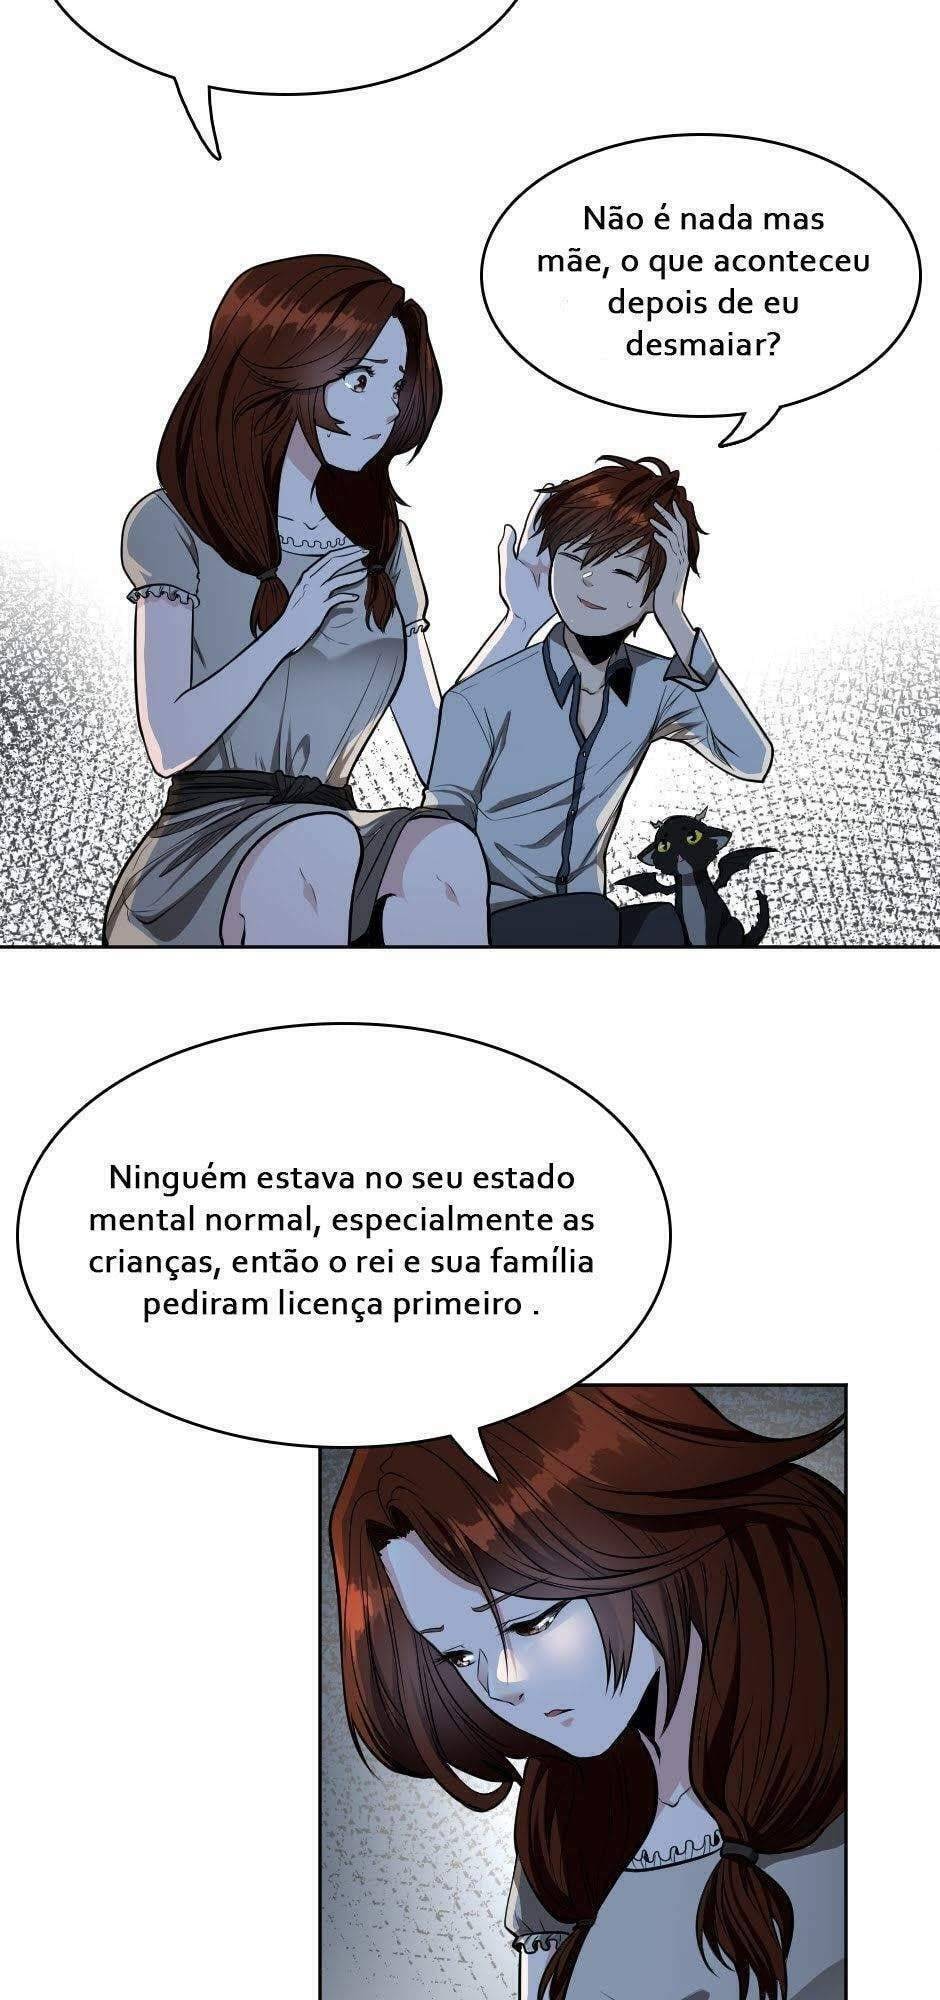 Não é nada mas
mãe, o que aconteceu
depois de eu
desmaiar?
Ninguém estava no seu estado
mental normal, especialmente as
crianças, então o rei e sua família
pediram licença primeiro .